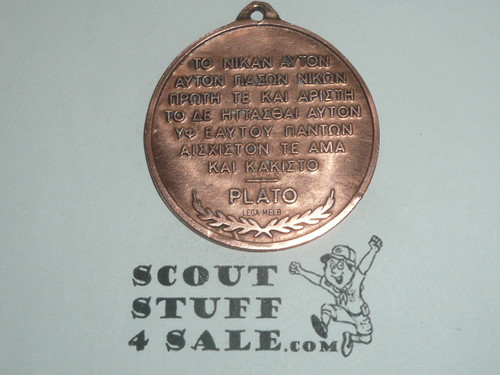 ΤΟ ΝΙΚΑΝ ΑΥΤΟΝ
ΑΥΤΟΝ ΠΑΣΩΝ ΝΙΚΩΝ
ΠΡΩΤΗ ΤΕ ΚΑΙ ΑΡΙΣΤΗ
ΤΟ ΔΕ ΗΤΤΑΣΘΑΙ ΑΥΤΟΝ
ΥΦ ΕΑΥΤΟΥ ΠΑΝΤΩΝ
ΑΙΣΧΙΣΤΟΝ ΤΕ ΑΜΑ
ΚΑΙ ΚΑΚΙΣΤΟ
PLATO
LEGA MELB
SCOUT
STUFF
4 SALE.COM